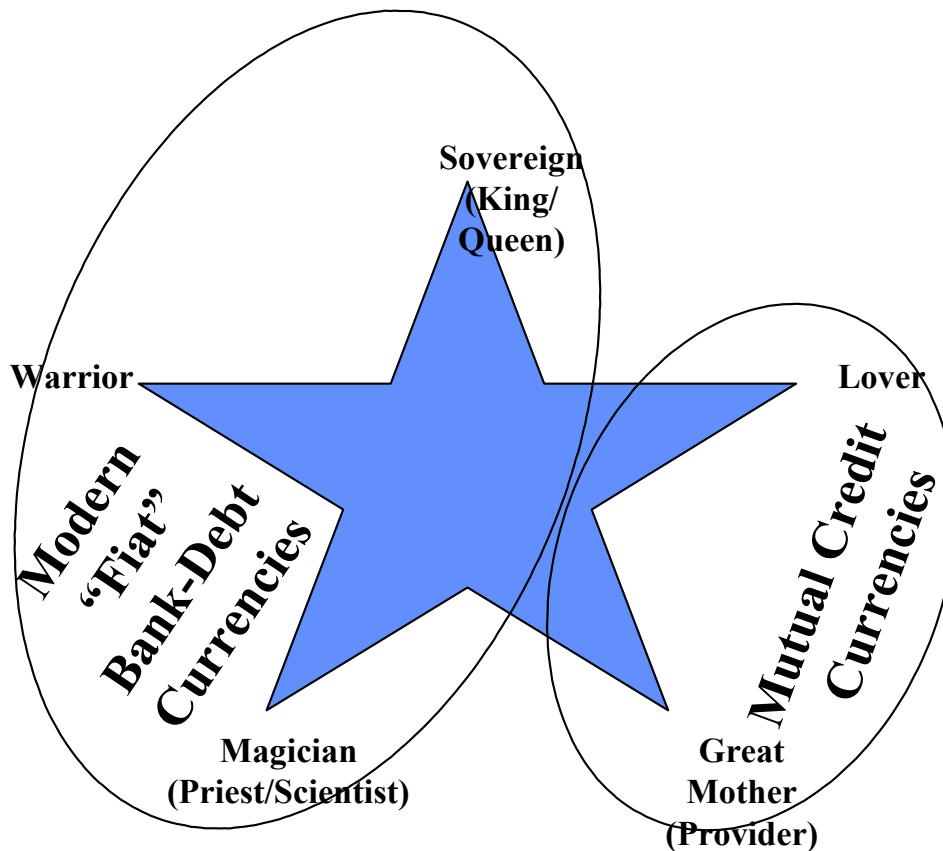 Sovereign
(King/
Queen)
Warrior
Lover
Modern
“Fiat”
Bank-Debt
Currencies
Mutual Credit
Currencies
Magician
(Priest/Scientist)
Great
Mother
(Provider)